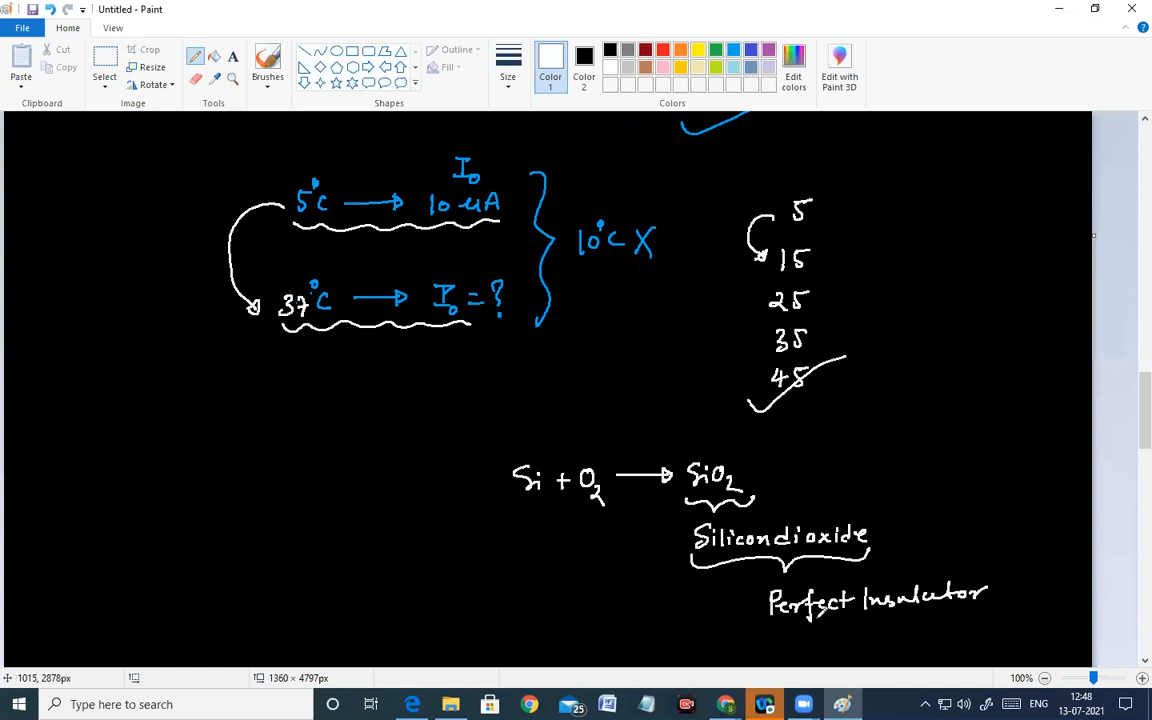 Untitled - Paint
File Home View
Paste
Cut
Copy
Clipboard
Select
Crop
Resize
Rotate
Image
Tools
Brushes
Outline
Fill
Shapes
Size
Color 1
Color 2
Edit colors
Colors
Edit with Paint 3D
I₀
5°C → 10 μA
37°C → I₀ = ?
10°C X
5
15
25
35
45
Si + O₂ → SiO₂
Silicondioxide
Perfect Insulator
1015, 2878px
1360 × 4797px
100%
Type here to search
25
ENG
12:48
13-07-2021